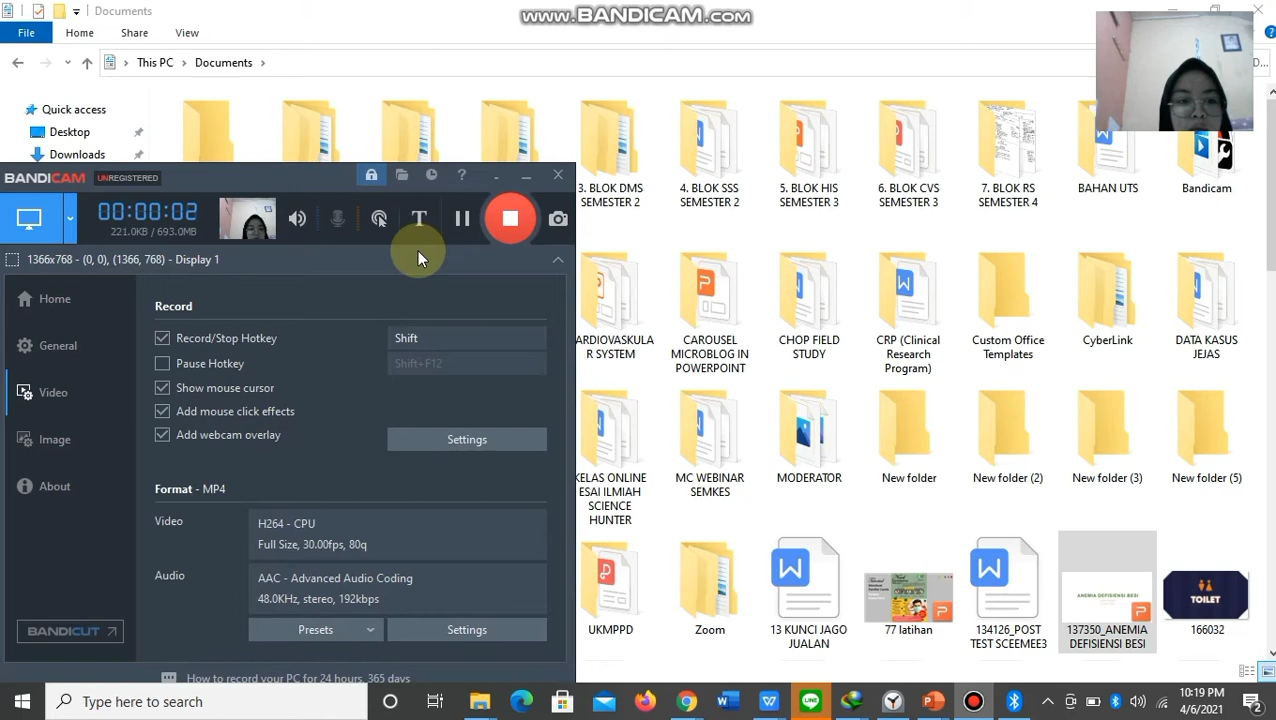 Documents
www.BANDICAM.com
File
Home
Share
View
This PC
Documents
D...
Quick access
Desktop
Downloads
3. BLOK DMS
SEMESTER 2
4. BLOK SSS
SEMESTER 2
5. BLOK HIS
SEMESTER 3
6. BLOK CVS
SEMESTER 3
7. BLOK RS
SEMESTER 4
BAHAN UTS
Bandicam
BANDICAM
UNREGISTERED
00:00:02
221.0KB / 693.0MB
1366x768 - (0, 0), (1366, 768) - Display 1
Home
General
Video
Image
About
BANDICUT
Record
Record/Stop Hotkey
Shift
Pause Hotkey
Shift+F12
Show mouse cursor
Add mouse click effects
Add webcam overlay
Settings
Format - MP4
Video
H264 - CPU
Full Size, 30.00fps, 80q
Audio
AAC - Advanced Audio Coding
48.0KHz, stereo, 192kbps
Presets
Settings
How to record your PC for 24 hours, 365 days
ARDIOVASKULA
R SYSTEM
CAROUSEL
MICROBLOG IN
POWERPOINT
CHOP FIELD
STUDY
CRP (Clinical
Research
Program)
Custom Office
Templates
CyberLink
DATA KASUS
JEJAS
KELAS ONLINE
ESAI ILMIAH
SCIENCE
HUNTER
MC WEBINAR
SEMKES
MODERATOR
New folder
New folder (2)
New folder (3)
New folder (5)
UKMPPD
Zoom
13 KUNCI JAGO
JUALAN
77 latihan
134126_POST
TEST SCEEMEE3
ANEMIA DEFISIENSI BESI
137350_ANEMIA
DEFISIENSI BESI
TOILET
166032
Type here to search
10:19 PM
4/6/2021
2